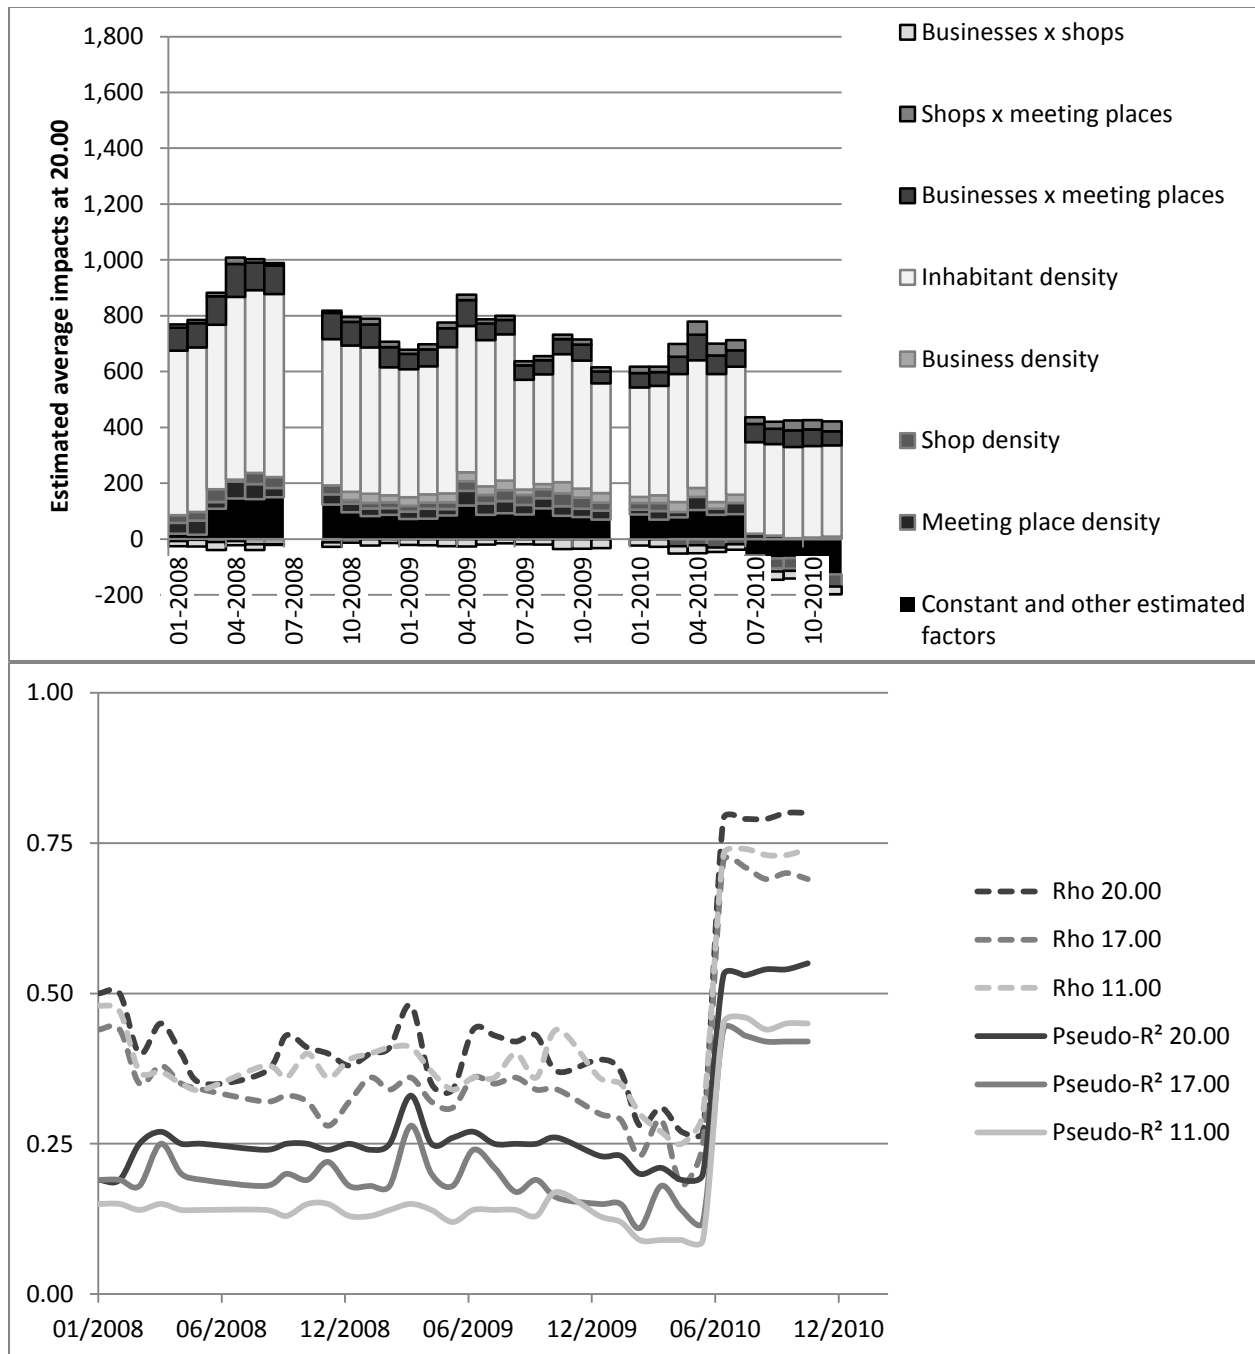 Estimated average impacts at 20.00
1,800
1,600
1,400
1,200
1,000
800
600
400
200
0
-200
01-2008
04-2008
07-2008
10-2008
01-2009
04-2009
07-2009
10-2009
01-2010
04-2010
07-2010
10-2010
Businesses x shops
Shops x meeting places
Businesses x meeting places
Inhabitant density
Business density
Shop density
Meeting place density
Constant and other estimated
factors
1.00
0.75
0.50
0.25
0.00
01/2008
06/2008
12/2008
06/2009
12/2009
06/2010
12/2010
Rho 20.00
Rho 17.00
Rho 11.00
Pseudo-R² 20.00
Pseudo-R² 17.00
Pseudo-R² 11.00